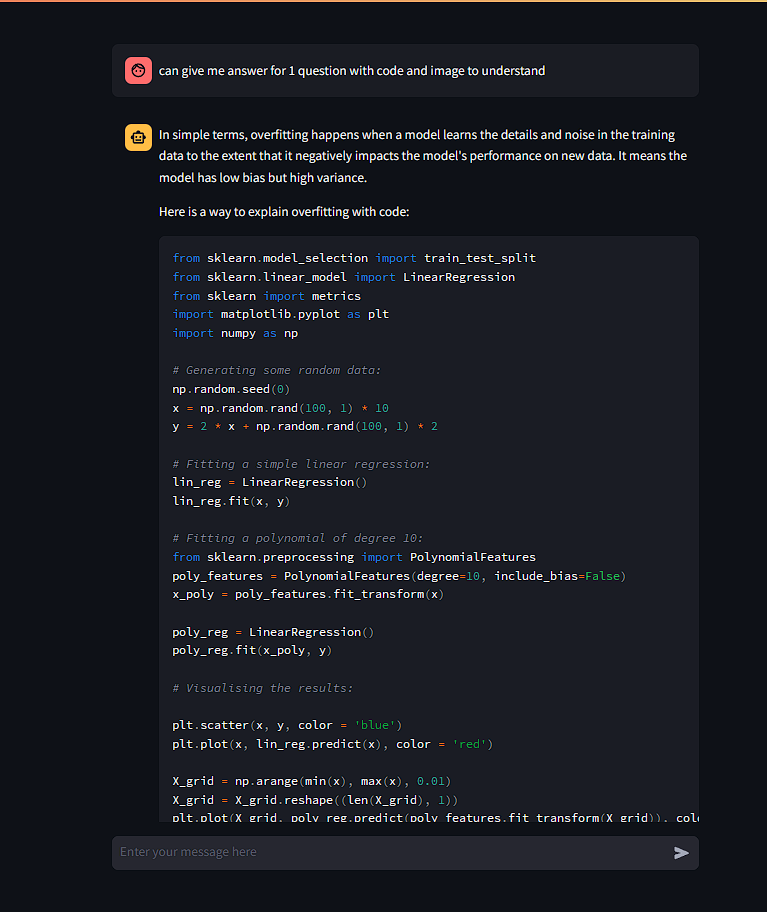 can give me answer for 1 question with code and image to understand
In simple terms, overfitting happens when a model learns the details and noise in the training
data to the extent that it negatively impacts the model's performance on new data. It means the
model has low bias but high variance.
Here is a way to explain overfitting with code:
from sklearn.model_selection import train_test_split
from sklearn.linear_model import LinearRegression
from sklearn import metrics
import matplotlib.pyplot as plt
import numpy as np
# Generating some random data:
np.random.seed(0)
x = np.random.rand(100, 1) * 10
y = 2 * x + np.random.rand(100, 1) * 2
# Fitting a simple linear regression:
lin_reg = LinearRegression()
lin_reg.fit(x, y)
# Fitting a polynomial of degree 10:
from sklearn.preprocessing import PolynomialFeatures
poly_features = PolynomialFeatures(degree=10, include_bias=False)
x_poly = poly_features.fit_transform(x)
poly_reg = LinearRegression()
poly_reg.fit(x_poly, y)
# Visualising the results:
plt.scatter(x, y, color = 'blue')
plt.plot(x, lin_reg.predict(x), color = 'red')
X_grid = np.arange(min(x), max(x), 0.01)
X_grid = X_grid.reshape((len(X_grid), 1))
plt.plot(X_grid, poly_reg.predict(poly_features.fit_transform(X_grid)),
Enter your message here